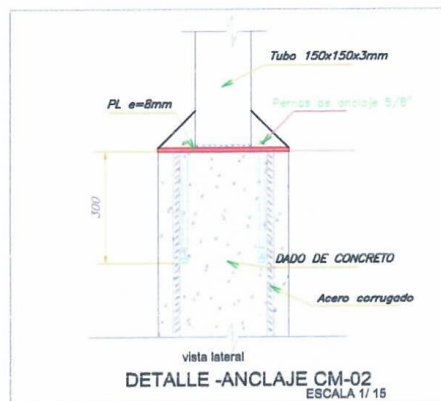 Tubo 150x150x3mm
PL e=8mm
Pernos de anclaje 5/8"
300
DADO DE CONCRETO
Acero corrugado
vista lateral
DETALLE -ANCLAJE CM-02
ESCALA 1/ 15